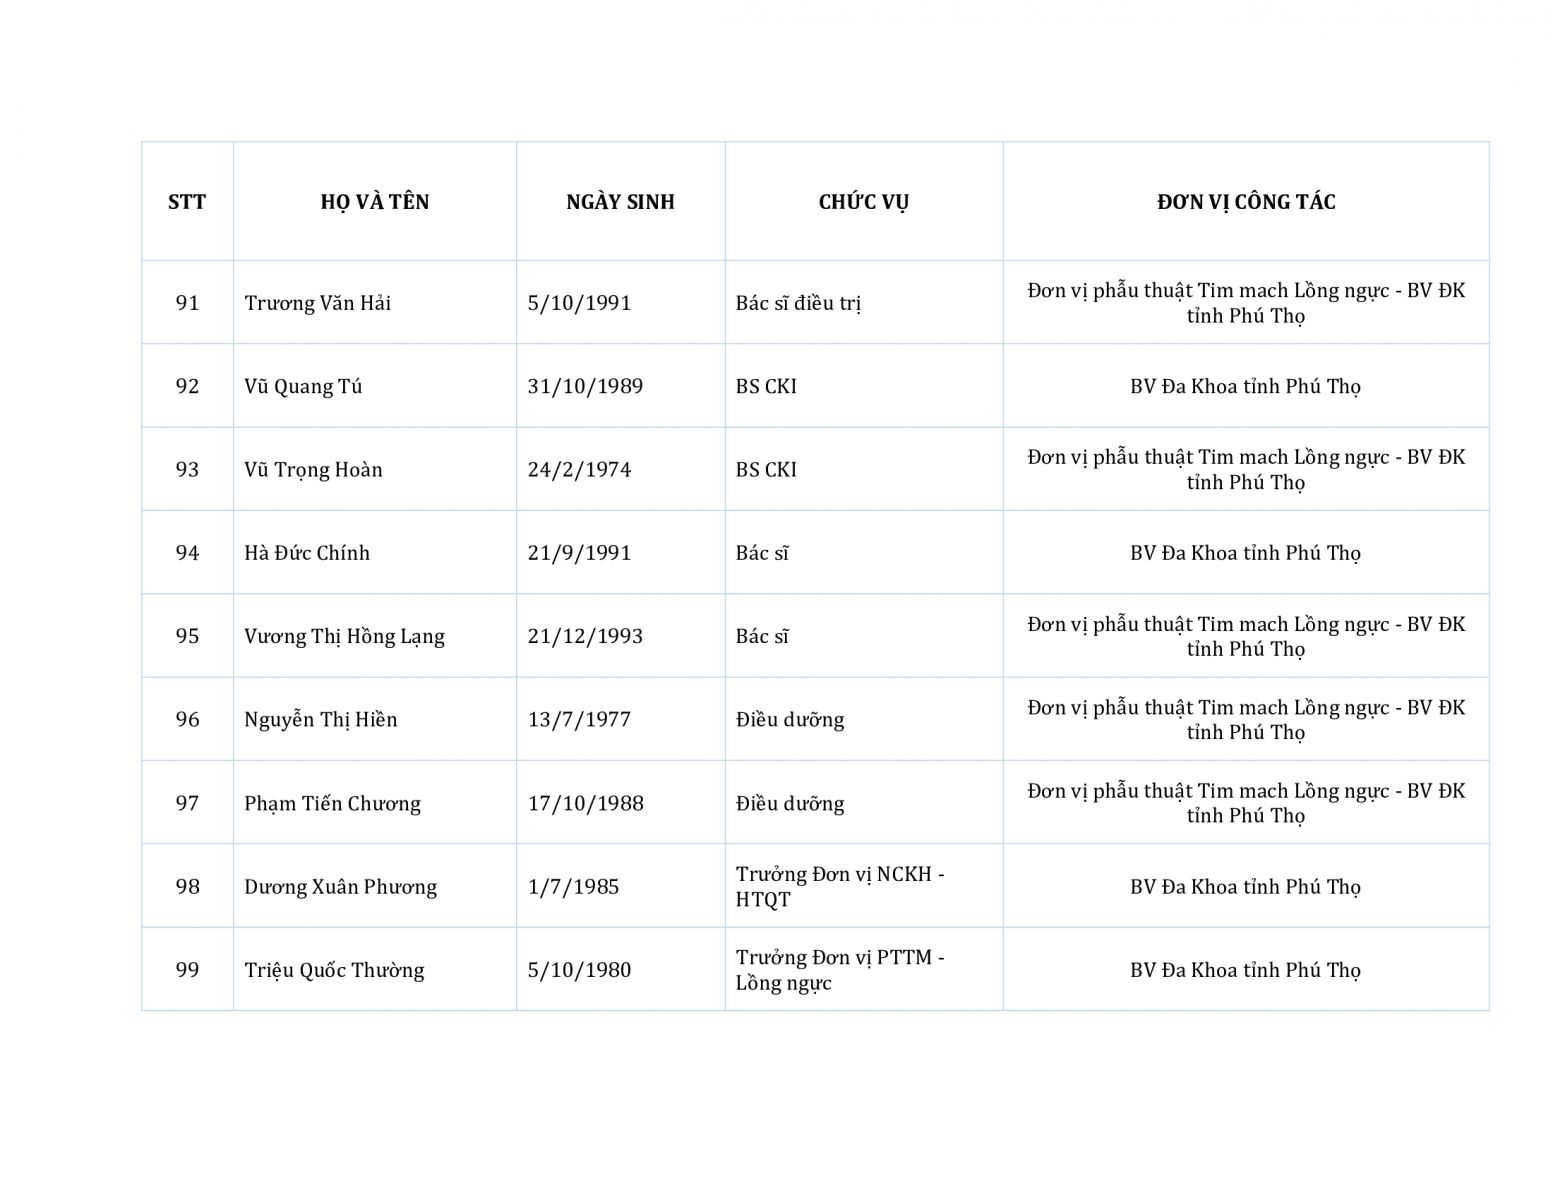 STT HỌ VÀ TÊN NGÀY SINH CHỨC VỤ ĐƠN VỊ CÔNG TÁC
91 Trương Văn Hải 5/10/1991 Bác sĩ điều trị Đơn vị phẫu thuật Tim mach Lồng ngực - BV ĐK
tỉnh Phú Thọ
92 Vũ Quang Tú 31/10/1989 BS CKI BV Đa Khoa tỉnh Phú Thọ
93 Vũ Trọng Hoàn 24/2/1974 BS CKI Đơn vị phẫu thuật Tim mach Lồng ngực - BV ĐK
tỉnh Phú Thọ
94 Hà Đức Chính 21/9/1991 Bác sĩ BV Đa Khoa tỉnh Phú Thọ
95 Vương Thị Hồng Lạng 21/12/1993 Bác sĩ Đơn vị phẫu thuật Tim mach Lồng ngực - BV ĐK
tỉnh Phú Thọ
96 Nguyễn Thị Hiền 13/7/1977 Điều dưỡng Đơn vị phẫu thuật Tim mach Lồng ngực - BV ĐK
tỉnh Phú Thọ
97 Phạm Tiến Chương 17/10/1988 Điều dưỡng Đơn vị phẫu thuật Tim mach Lồng ngực - BV ĐK
tỉnh Phú Thọ
98 Dương Xuân Phương 1/7/1985 Trưởng Đơn vị NCKH -
HTQT BV Đa Khoa tỉnh Phú Thọ
99 Triệu Quốc Thường 5/10/1980 Trưởng Đơn vị PTTM -
Lồng ngực BV Đa Khoa tỉnh Phú Thọ